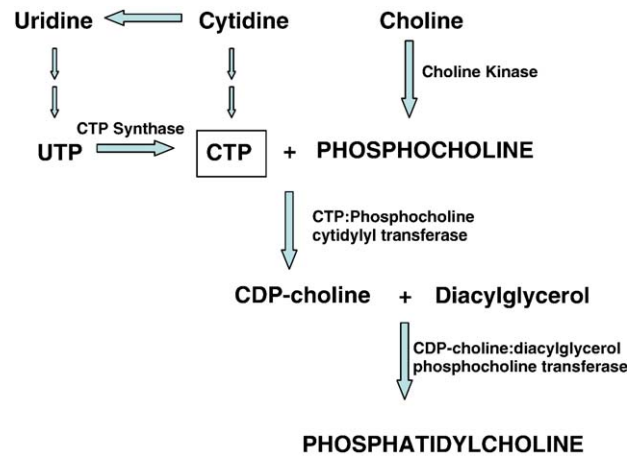 Uridine Cytidine Choline
Choline Kinase
CTP Synthase
UTP CTP + PHOSPHOCHOLINE
CTP:Phosphocholine
cytidylyl transferase
CDP-choline + Diacylglycerol
CDP-choline:diacylglycerol
phosphocholine transferase
PHOSPHATIDYLCHOLINE